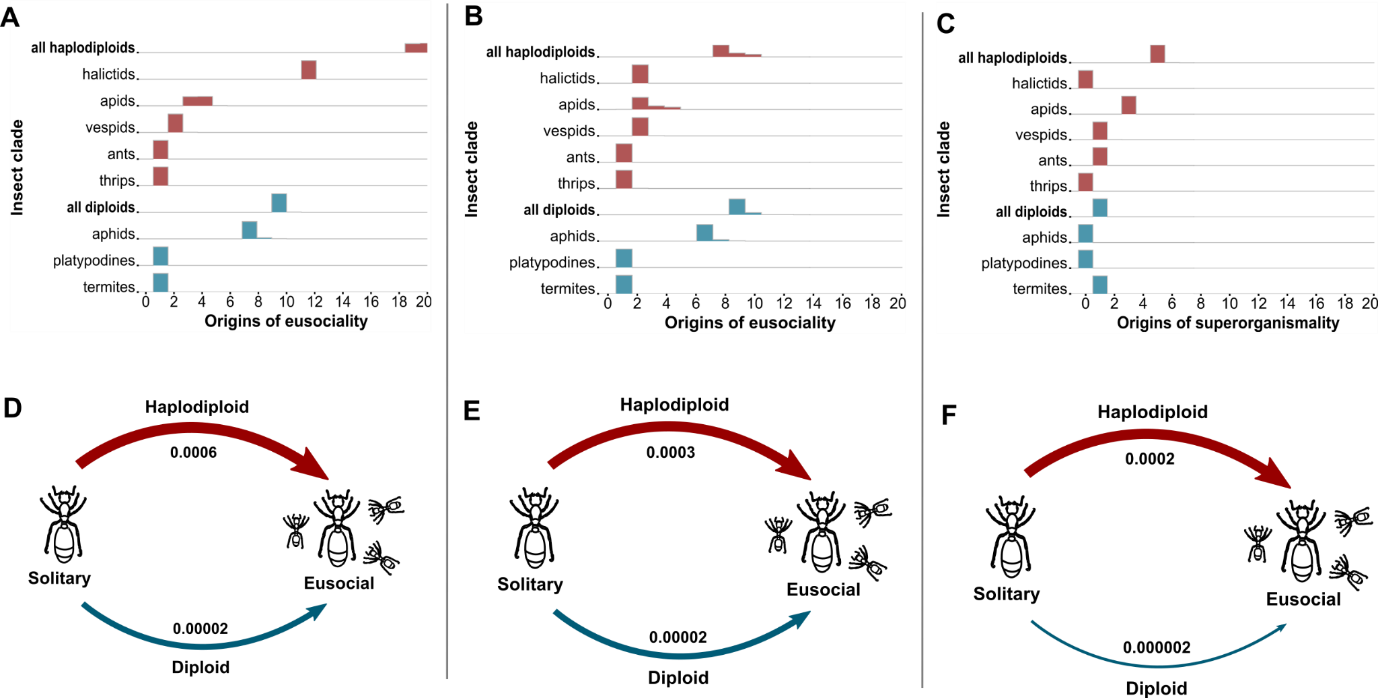 A
all haplodiploids
halictids
apids
vespids
ants
thrips
all diploids
aphids
platypodines
termites
Insect clade
0 2 4 6 8 10 12 14 16 18 20
Origins of eusociality
B
all haplodiploids
halictids
apids
vespids
ants
thrips
all diploids
aphids
platypodines
termites
Insect clade
0 2 4 6 8 10 12 14 16 18 20
Origins of eusociality
C
all haplodiploids
halictids
apids
vespids
ants
thrips
all diploids
aphids
platypodines
termites
Insect clade
0 2 4 6 8 10 12 14 16 18 20
Origins of superorganismality
D
Haplodiploid
0.0006
Solitary
Eusocial
0.00002
Diploid
E
Haplodiploid
0.0003
Solitary
Eusocial
0.00002
Diploid
F
Haplodiploid
0.0002
Solitary
Eusocial
0.000002
Diploid